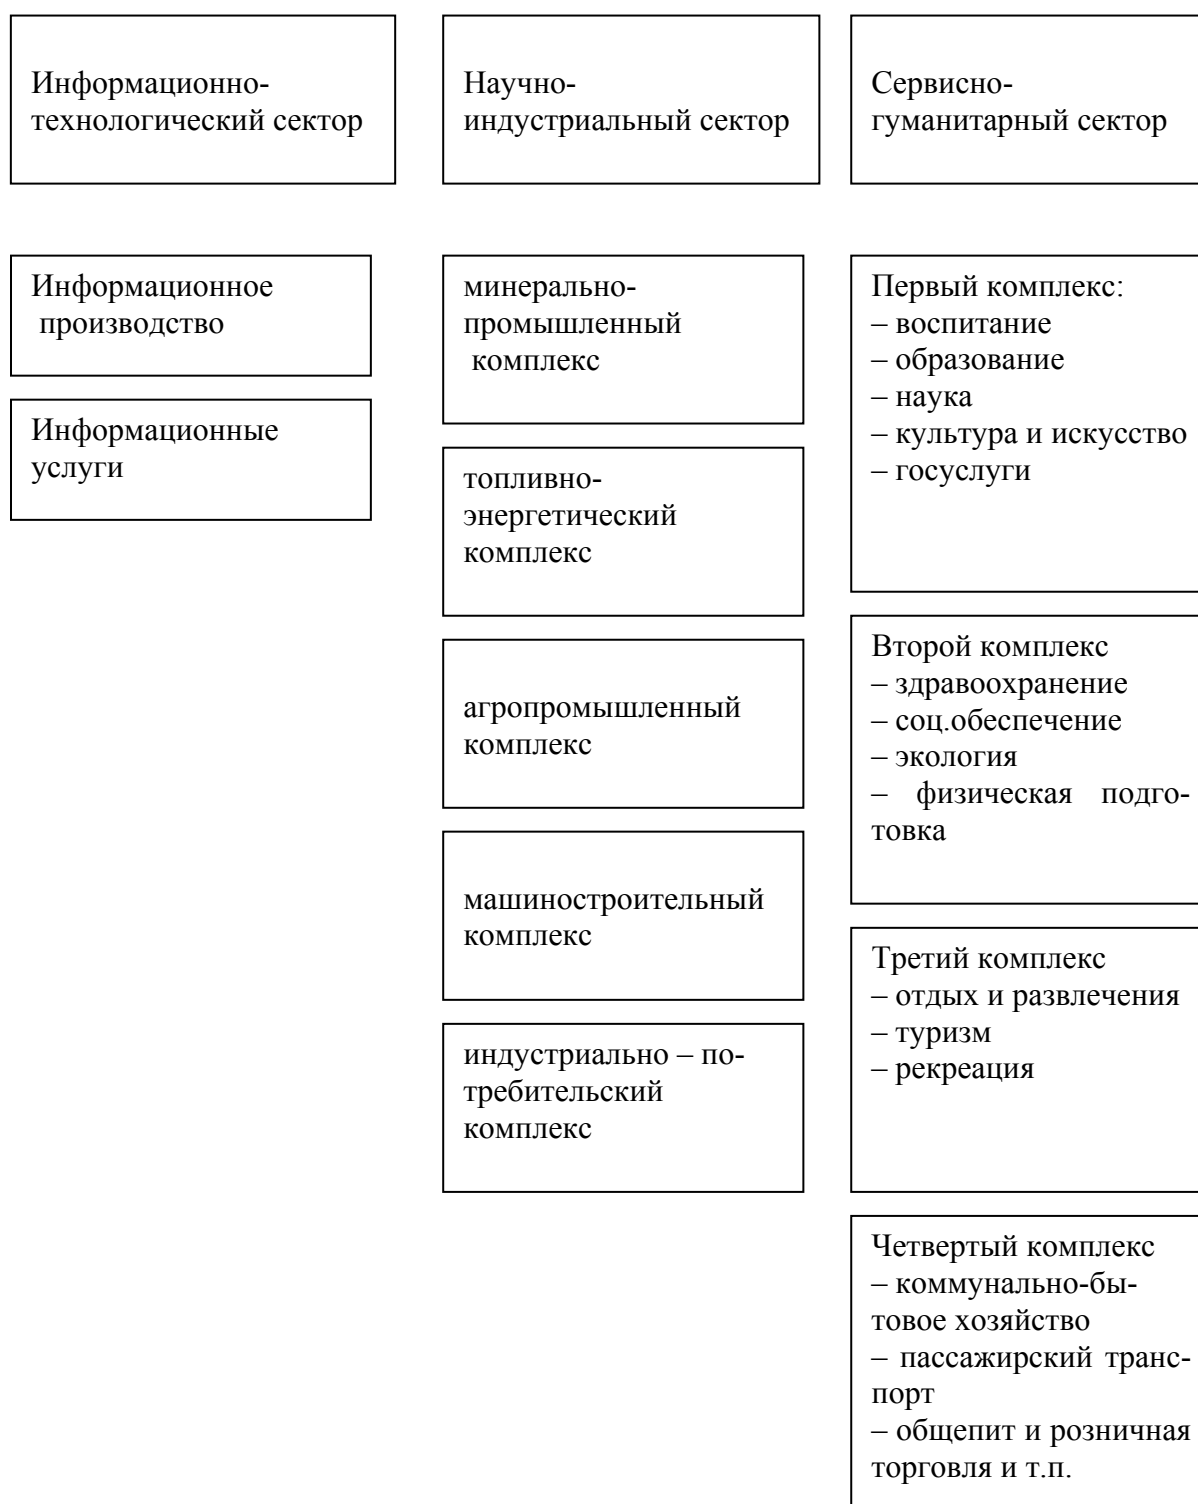 Информационно-
технологический сектор
Научно-
индустриальный сектор
Сервисно-
гуманитарный сектор
Информационное
производство
Информационные
услуги
минерально-
промышленный
комплекс
топливно-
энергетический
комплекс
агропромышленный
комплекс
машиностроительный
комплекс
индустриально – по-
требительский
комплекс
Первый комплекс:
– воспитание
– образование
– наука
– культура и искусство
– госуслуги
Второй комплекс
– здравоохранение
– соц.обеспечение
– экология
– физическая подго-
товка
Третий комплекс
– отдых и развлечения
– туризм
– рекреация
Четвертый комплекс
– коммунально-бы-
товое хозяйство
– пассажирский транс-
порт
– общепит и розничная
торговля и т.п.